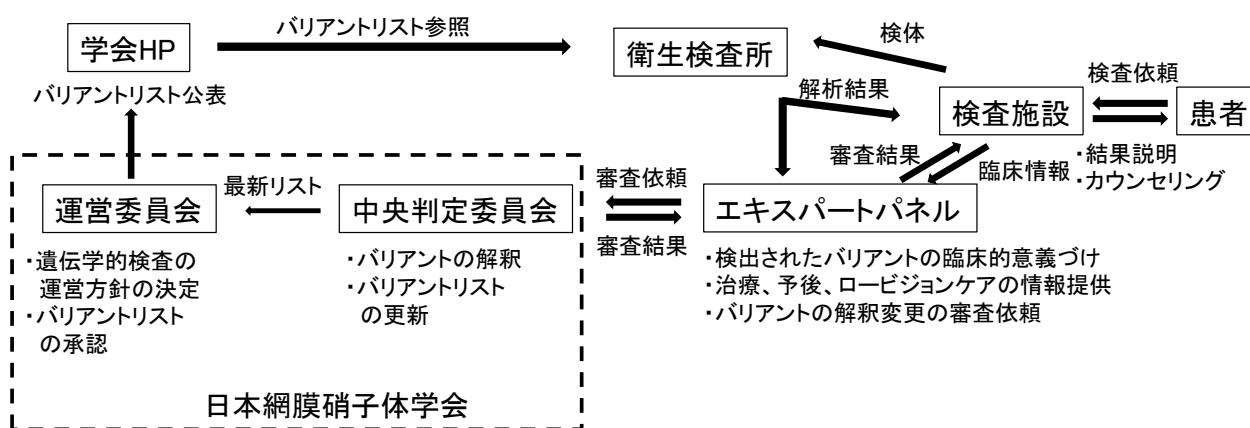 バリアントリスト参照
学会HP
衛生検査所
検体
バリアントリスト公表
解析結果
検査依頼
検査施設
患者
審査結果
臨床情報
・結果説明
・カウンセリング
運営委員会
最新リスト
中央判定委員会
審査依頼
審査結果
エキスパートパネル
・遺伝学的検査の
運営方針の決定
・バリアントリスト
の承認
・バリアントの解釈
・バリアントリスト
の更新
・検出されたバリアントの臨床的意義づけ
・治療、予後、ロービジョンケアの情報提供
・バリアントの解釈変更の審査依頼
日本網膜硝子体学会